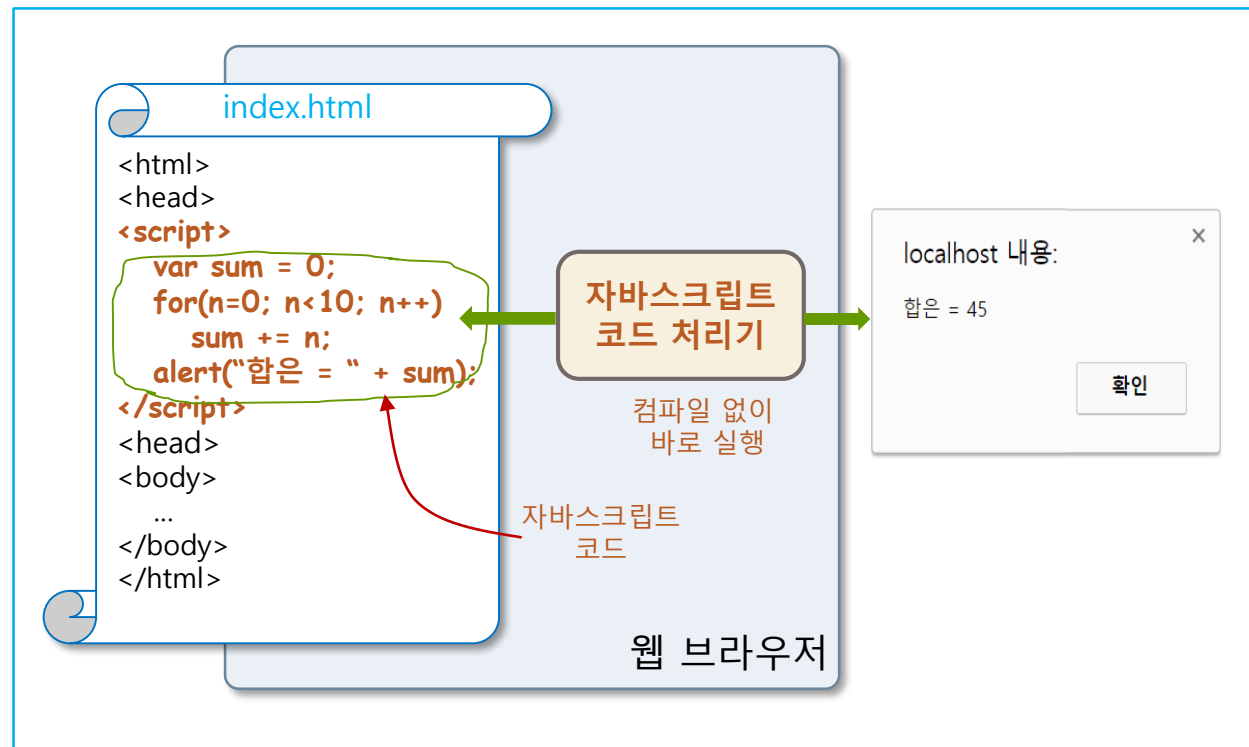 index.html
<html>
<head>
<script>
var sum = 0;
for(n=0; n<10; n++)
sum += n;
alert(“합은 = “ + sum);
</script>
<head>
<body>
...
</body>
</html>
자바스크립트
코드 처리기
컴파일 없이
바로 실행
자바스크립트
코드
웹 브라우저
localhost 내용:
×
합은 = 45
확인